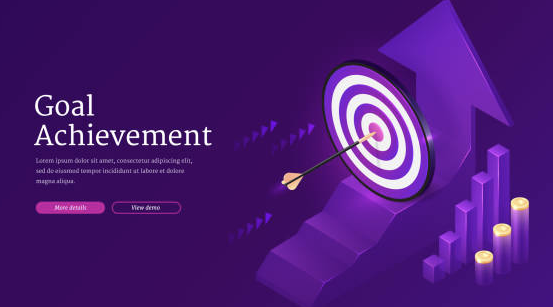 Goal
Achievement
Lorem ipsum dolor sit amet, consectetur adipiscing elit,
sed do eiusmod tempor incididunt ut labore et dolore
magna aliqua.
More details View demo